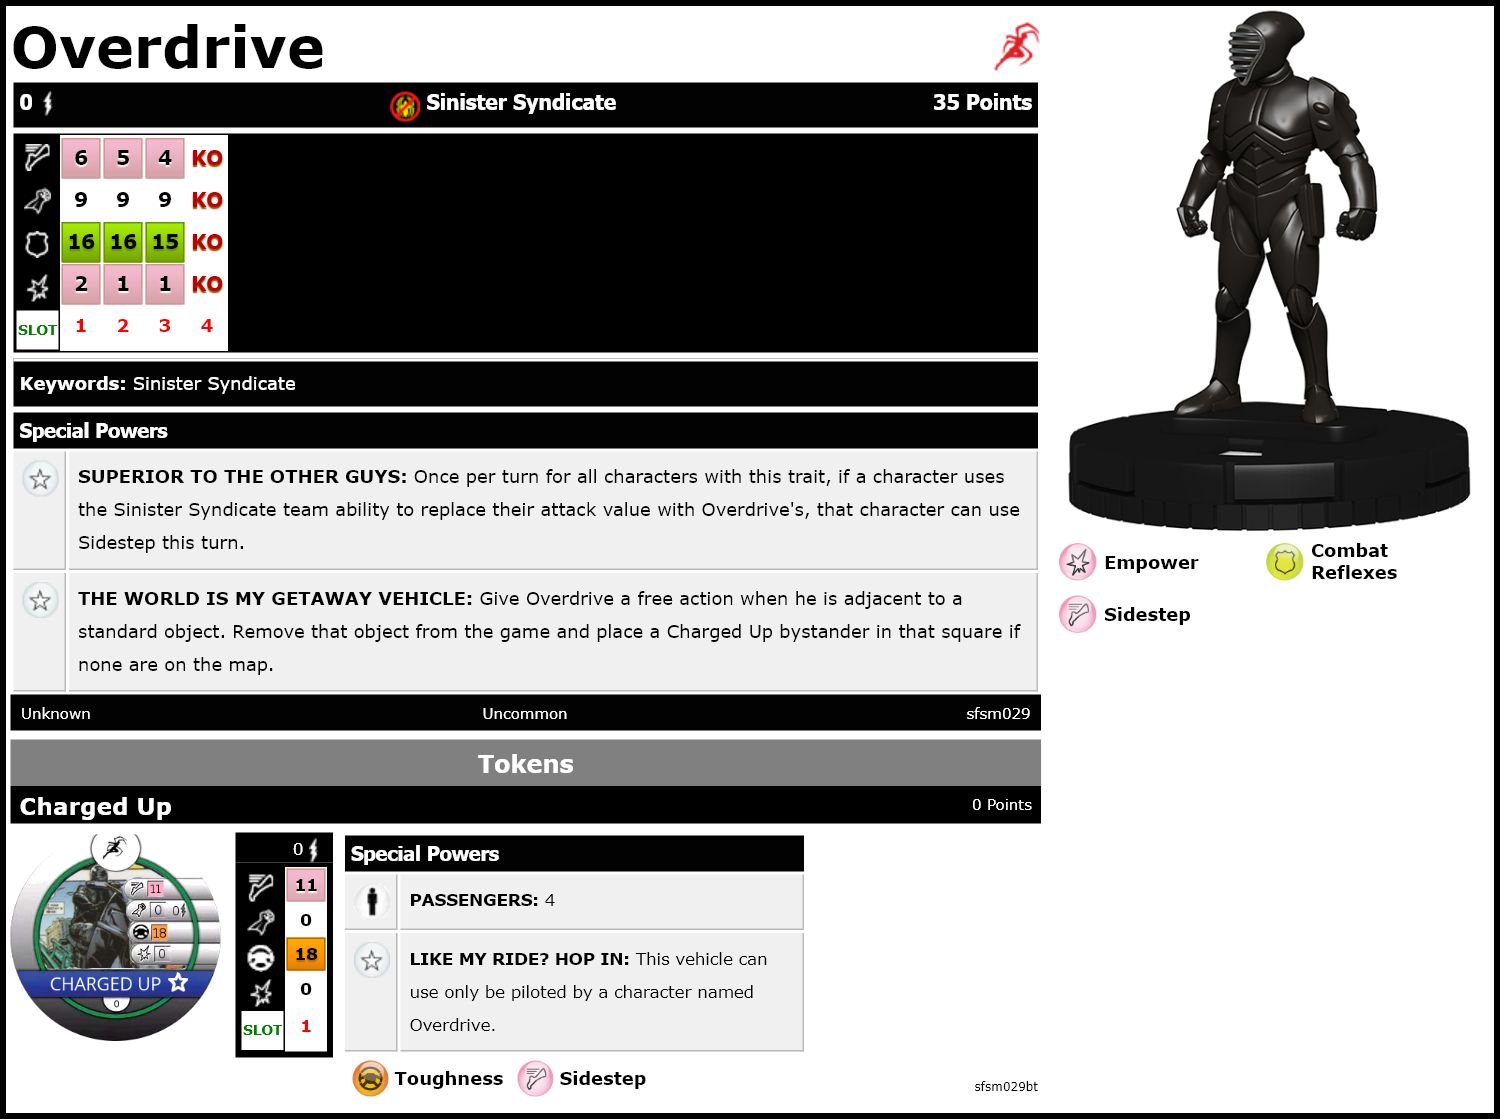 Overdrive
0 Sinister Syndicate 35 Points
6 5 4 KO
9 9 9 KO
16 16 15 KO
2 1 1 KO
SLOT 1 2 3 4
Keywords: Sinister Syndicate
Special Powers
SUPERIOR TO THE OTHER GUYS: Once per turn for all characters with this trait, if a character uses
the Sinister Syndicate team ability to replace their attack value with Overdrive's, that character can use
Sidestep this turn.
THE WORLD IS MY GETAWAY VEHICLE: Give Overdrive a free action when he is adjacent to a
standard object. Remove that object from the game and place a Charged Up bystander in that square if
none are on the map.
Unknown Uncommon sfsm029
Empower
Combat
Reflexes
Sidestep
Tokens
Charged Up 0 Points
11
0 0
18
0
CHARGED UP
0
0
11
0
18
0
SLOT 1
Special Powers
PASSENGERS: 4
LIKE MY RIDE? HOP IN: This vehicle can
use only be piloted by a character named
Overdrive.
Toughness Sidestep
sfsm029bt